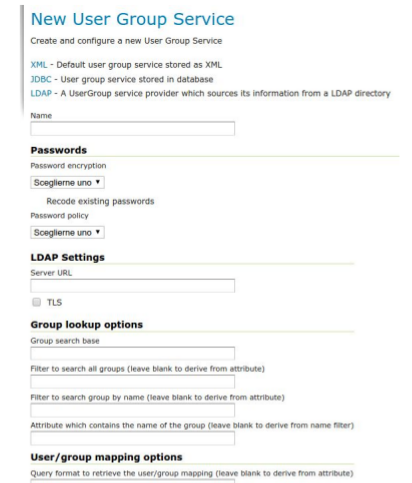 New User Group Service
Create and configure a new User Group Service
XML - Default user group service stored as XML
JDBC - User group service stored in database
LDAP - A UserGroup service provider which sources its information from a LDAP directory
Name
Passwords
Password encryption
Sceglierne uno ▼
Recode existing passwords
Password policy
Sceglierne uno ▼
LDAP Settings
Server URL
TLS
Group lookup options
Group search base
Filter to search all groups (leave blank to derive from attribute)
Filter to search group by name (leave blank to derive from attribute)
Attribute which contains the name of the group (leave blank to derive from name filter)
User/group mapping options
Query format to retrieve the user/group mapping (leave blank to derive from attribute)